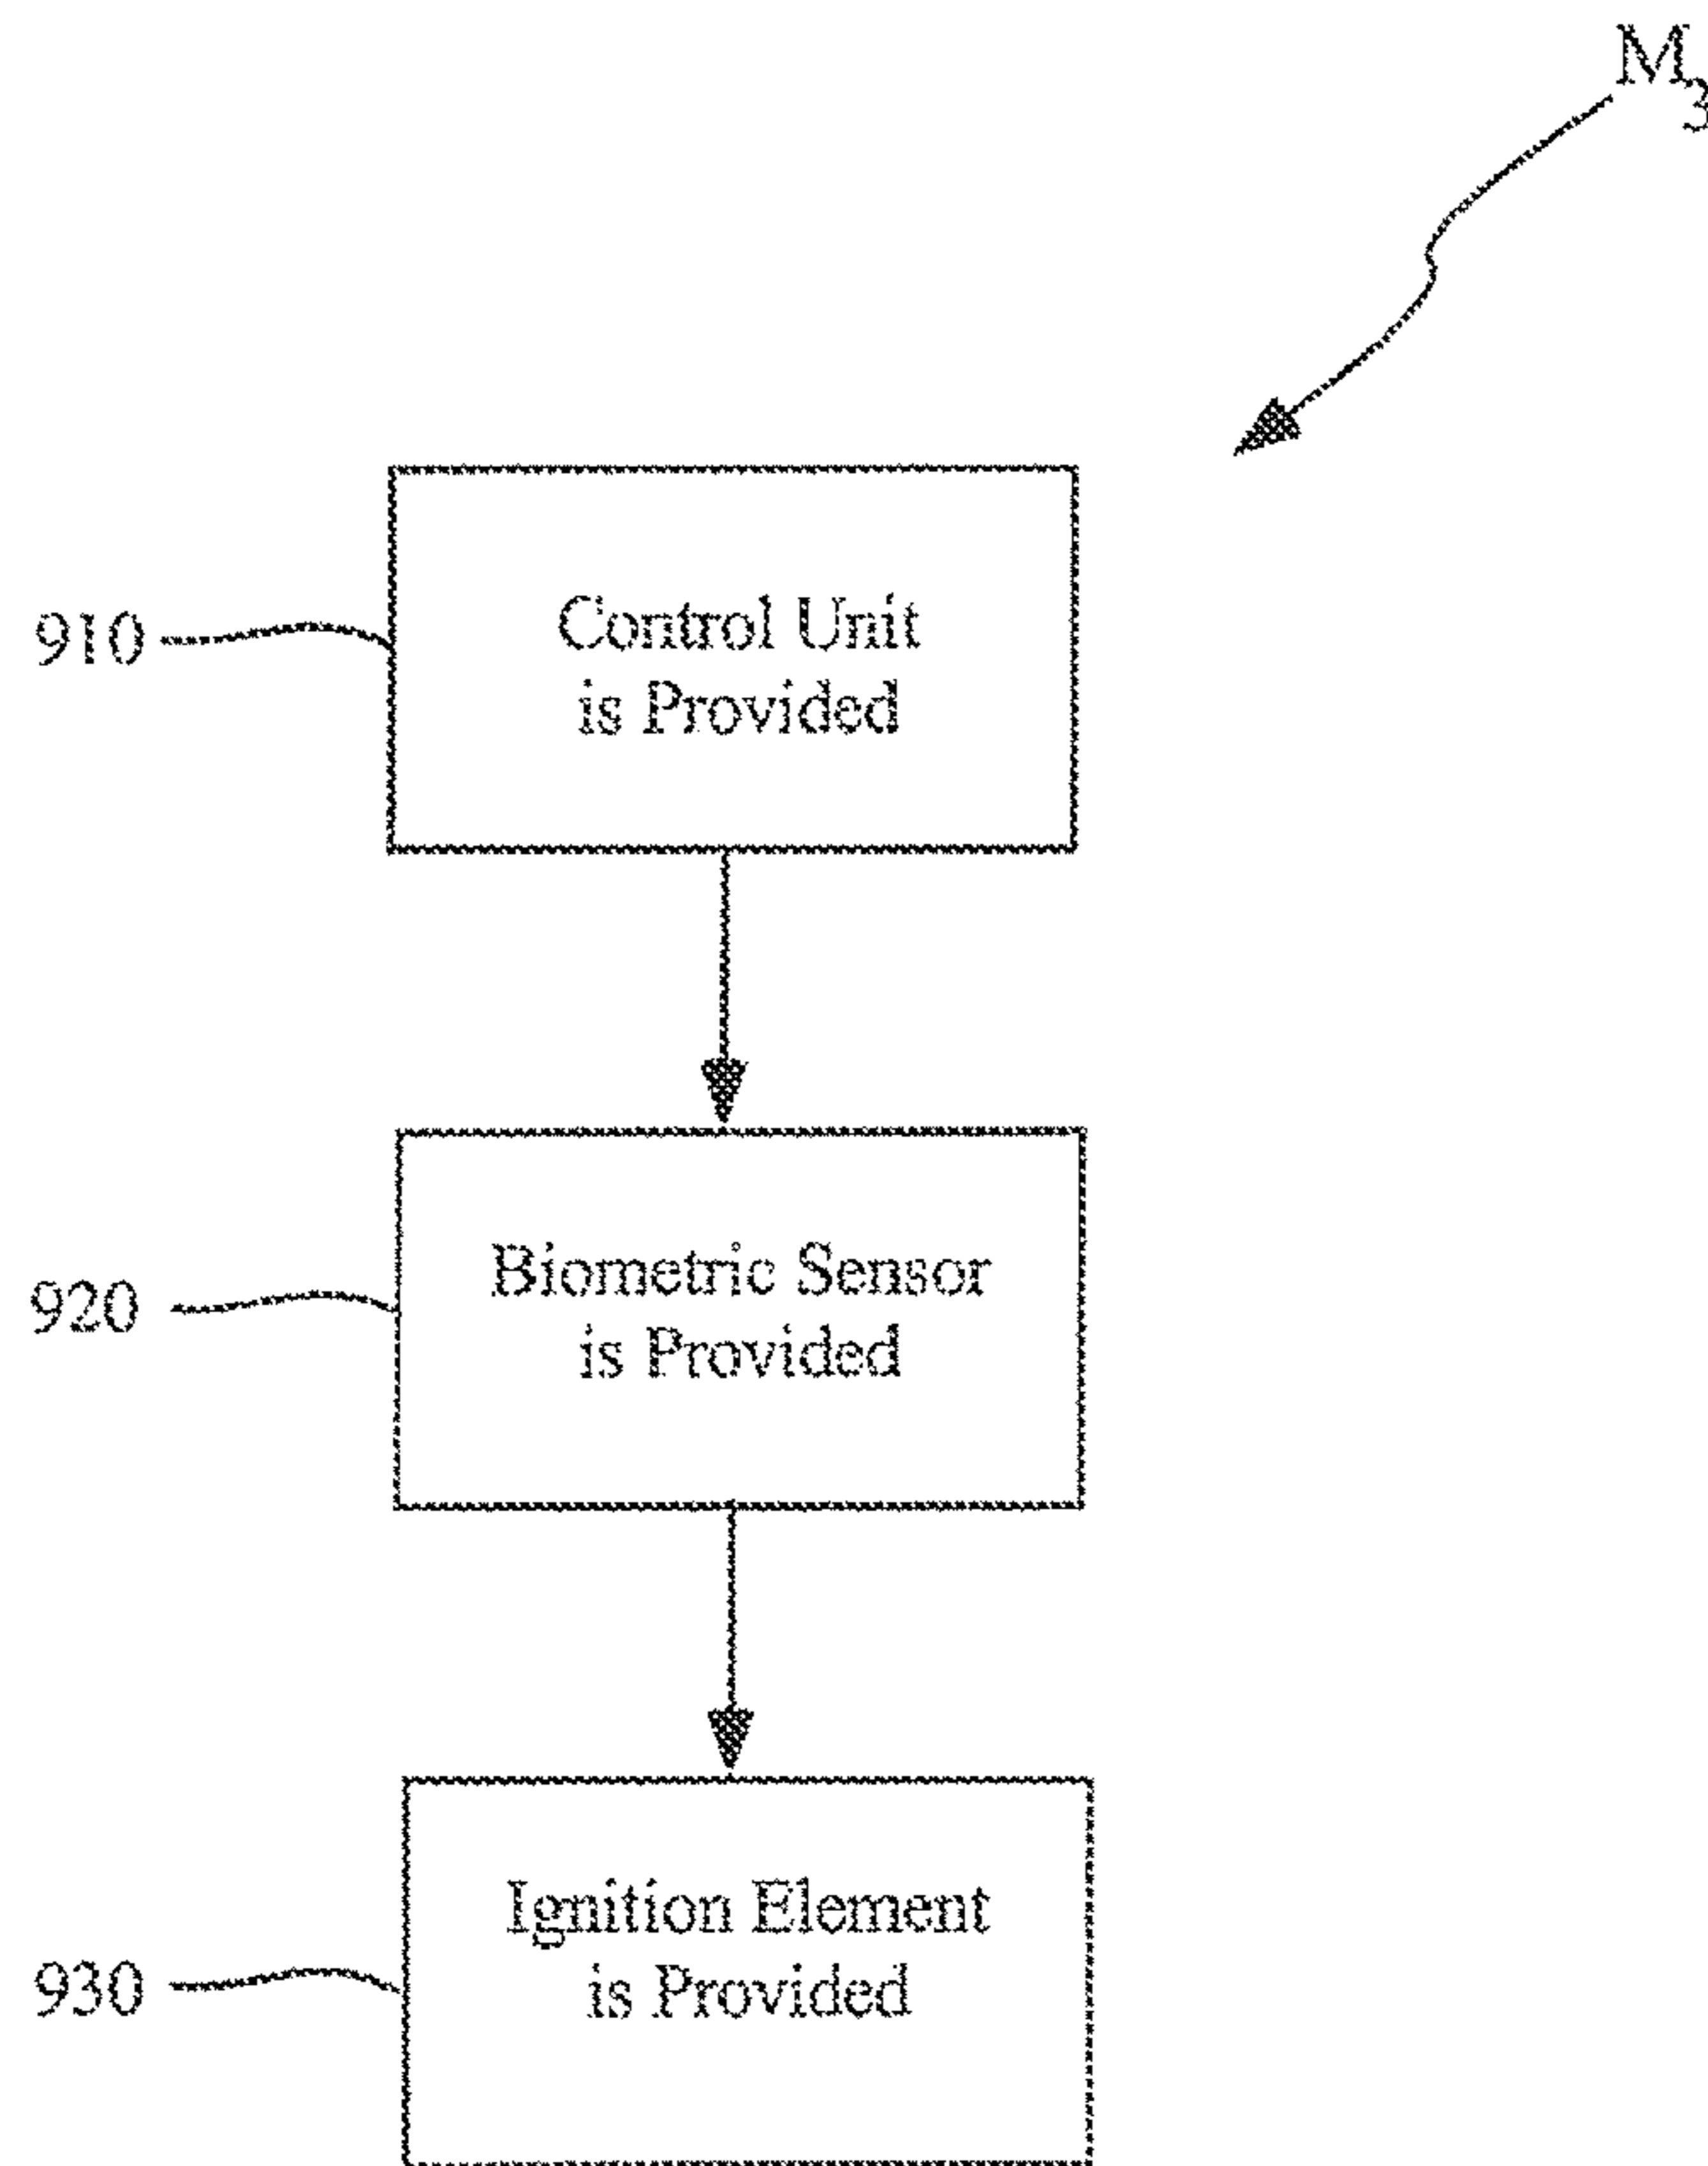 M3
910
Control Unit
is Provided
920
Biometric Sensor
is Provided
930
Ignition Element
is Provided